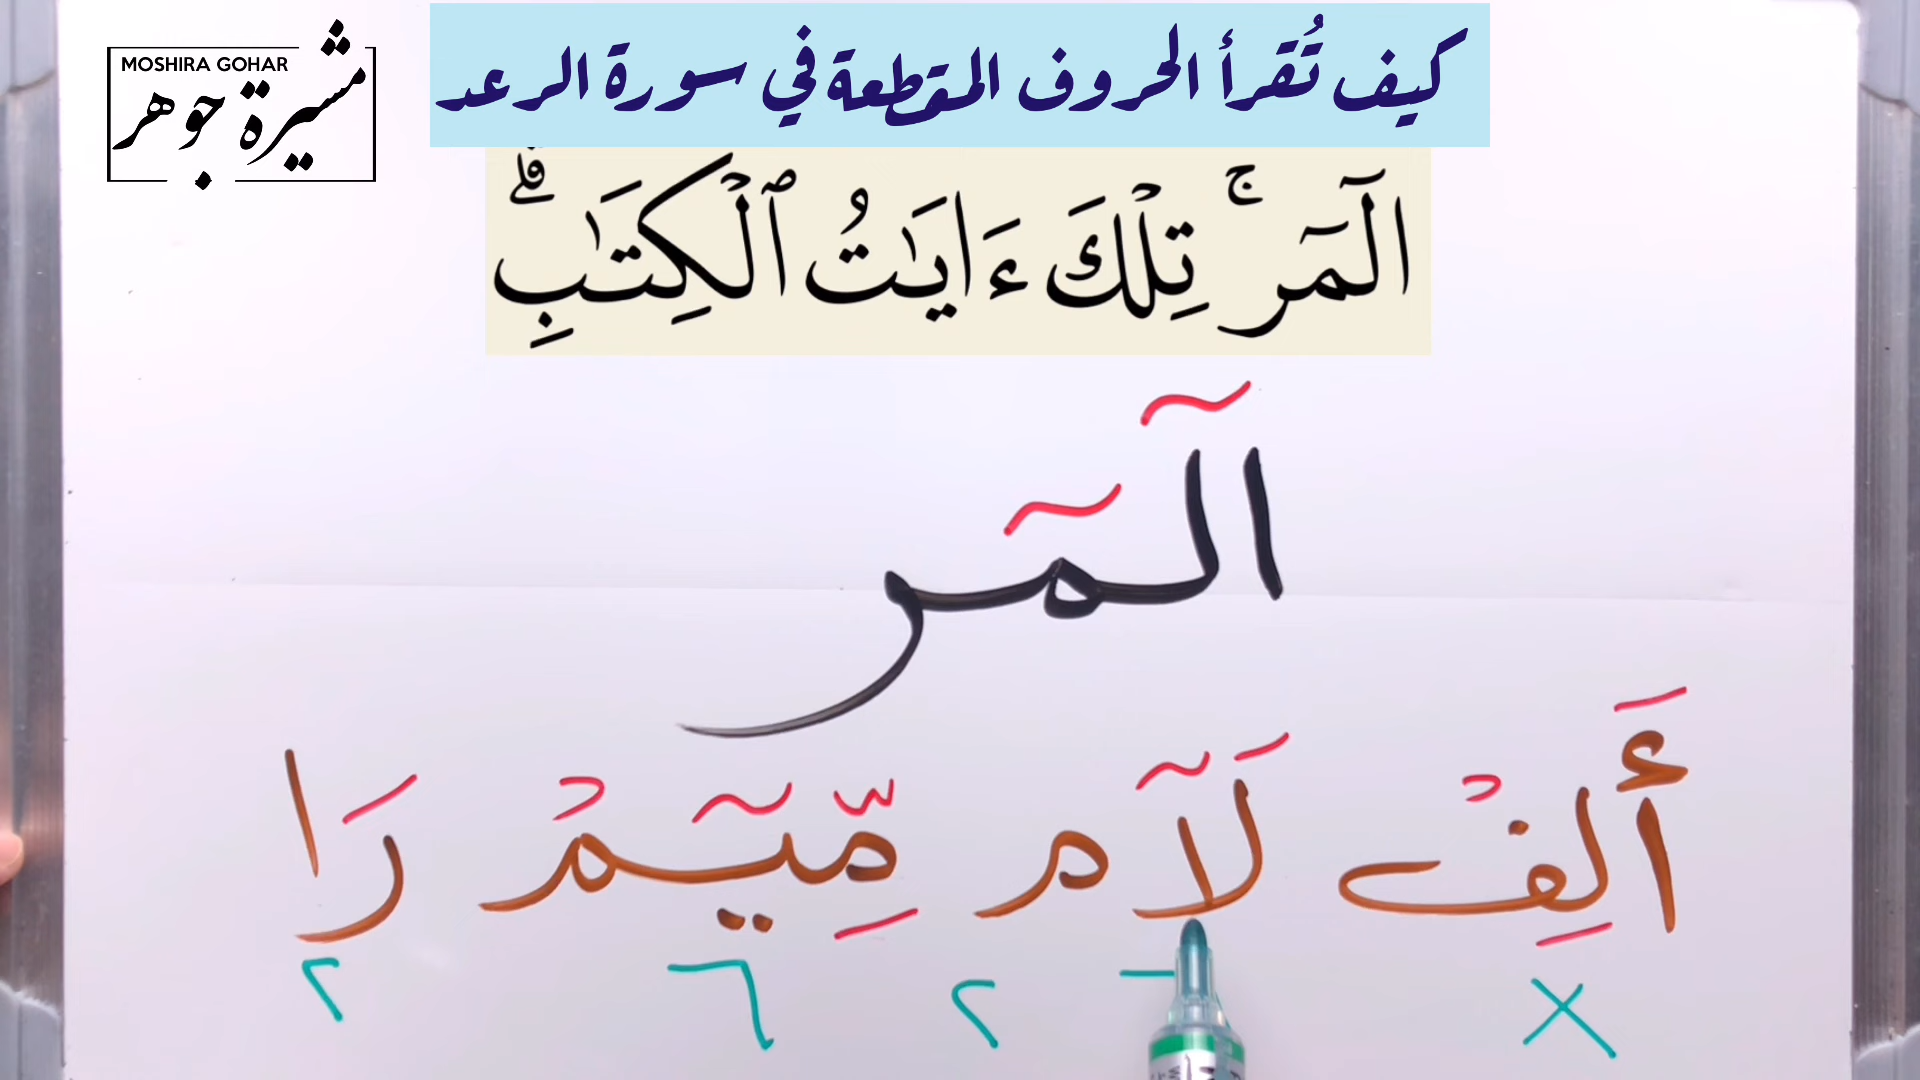 MOSHIRA GOHAR
مشيرة جوهر
كيف تُقرأ الحروف المقطعة في سورة الرعد
الٓمٓر ۚ تِلْكَ ءَايَٰتُ ٱلْكِتَٰبِ ۗ
الٓمٓر
أَلِفْ لَآم مِّيٓمْ رَا
× ٢ ٦ ٢